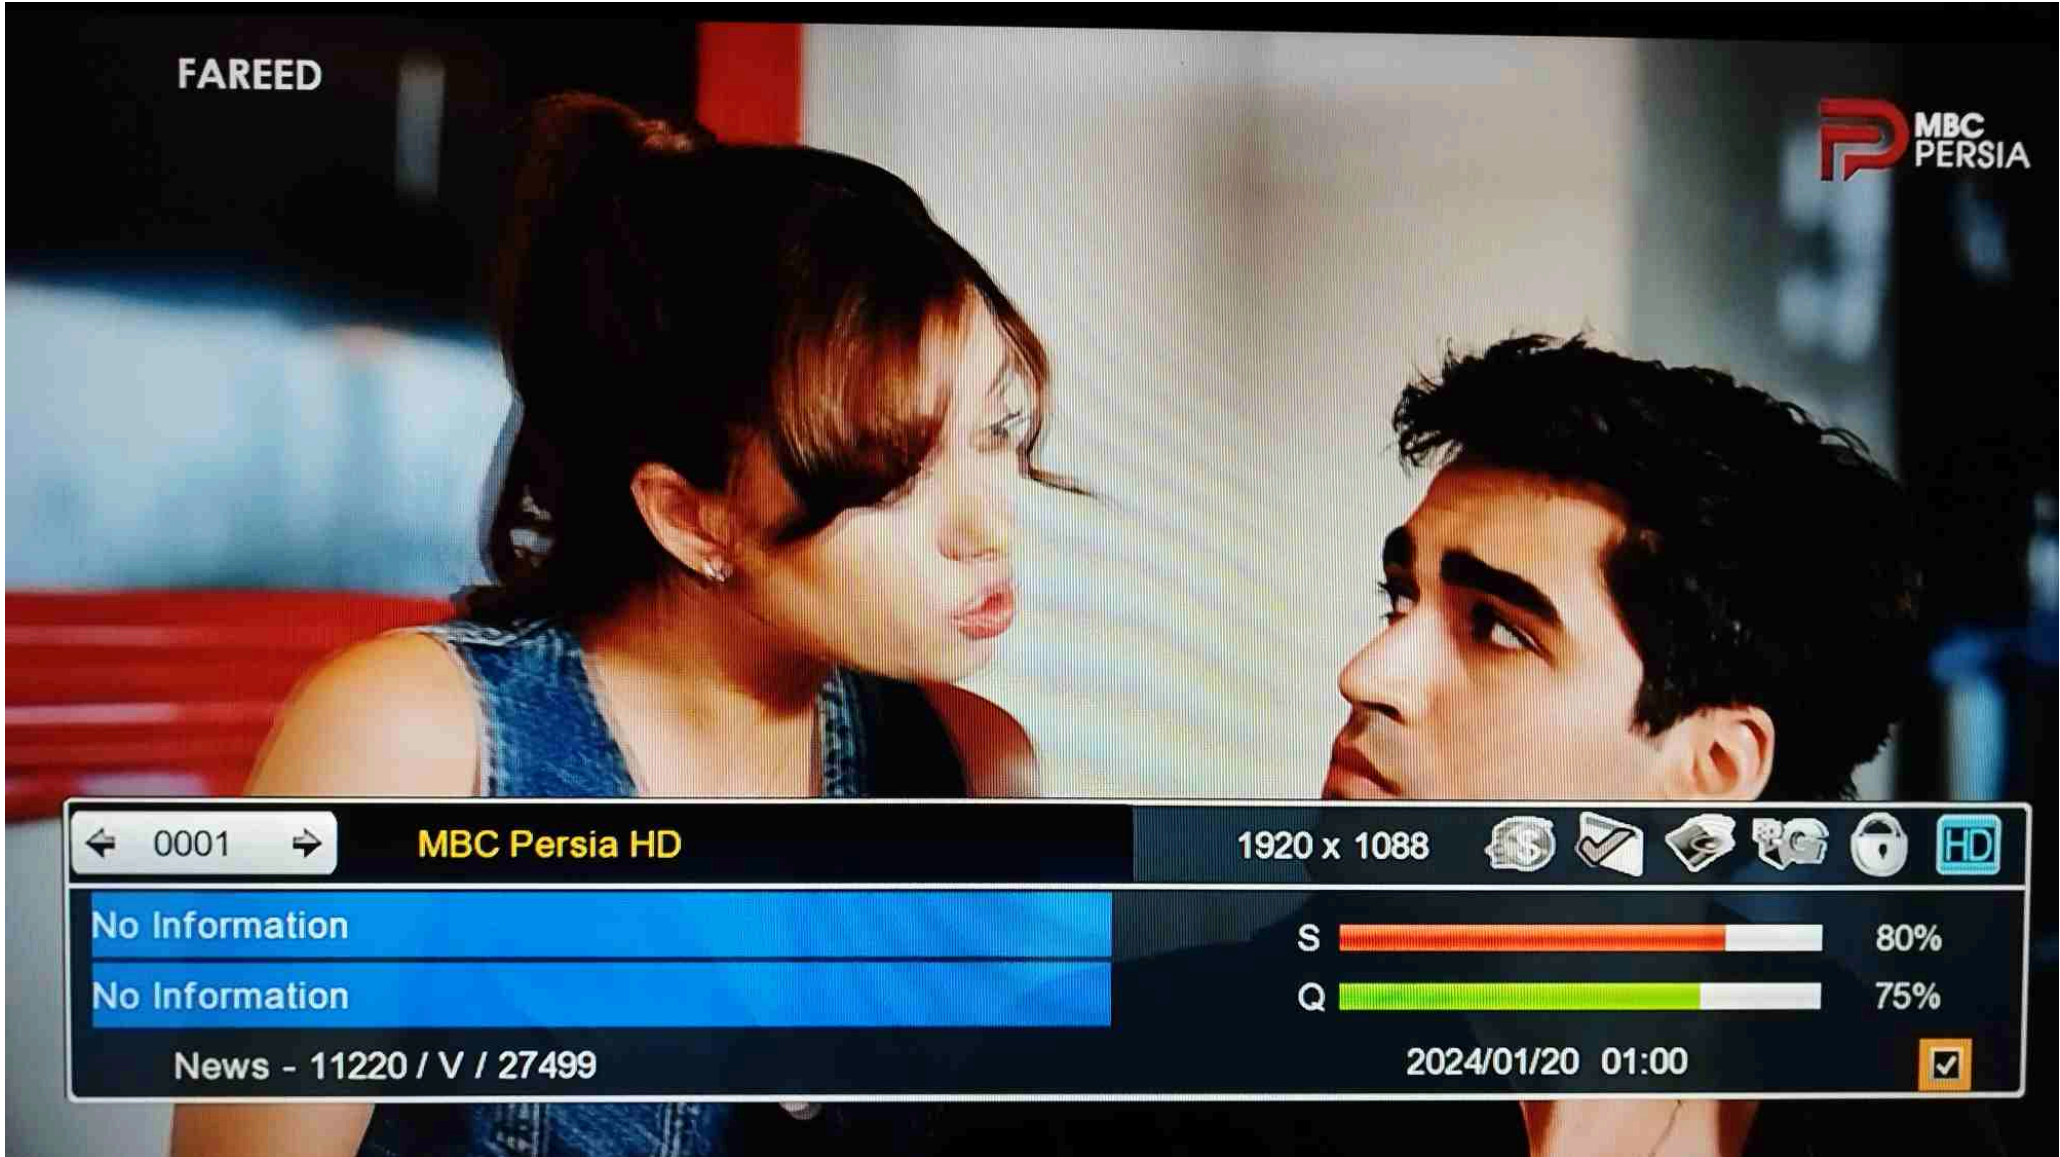 FAREED
MBC
PERSIA
0001
MBC Persia HD
1920 x 1088
HD
No Information
S
80%
No Information
Q
75%
News - 11220 / V / 27499
2024/01/20 01:00